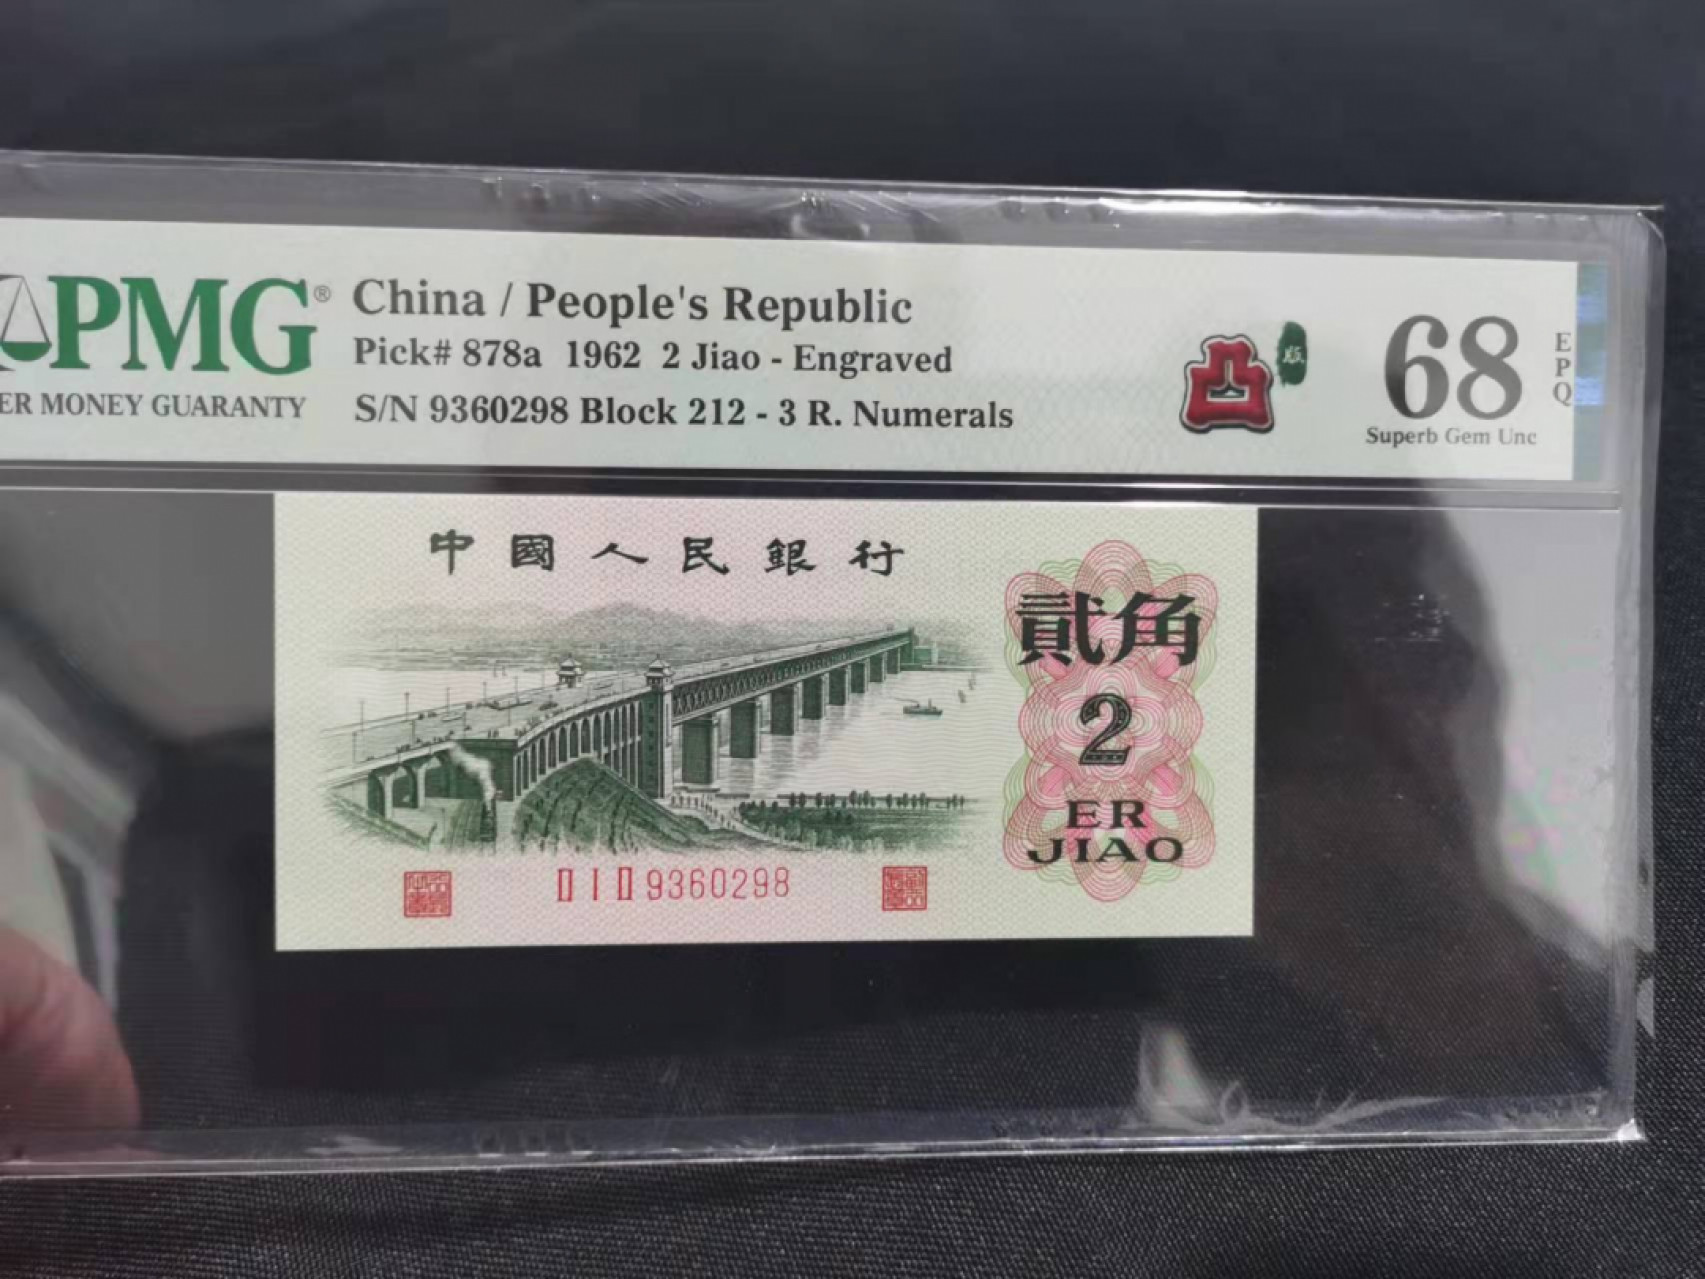 PMG®
ER MONEY GUARANTY
China / People's Republic
Pick# 878a 1962 2 Jiao - Engraved
S/N 9360298 Block 212 - 3 R. Numerals
凸
版
68
EPQ
Superb Gem Unc
中國人民銀行
貳角
2
ER
JIAO
II I II 9360298